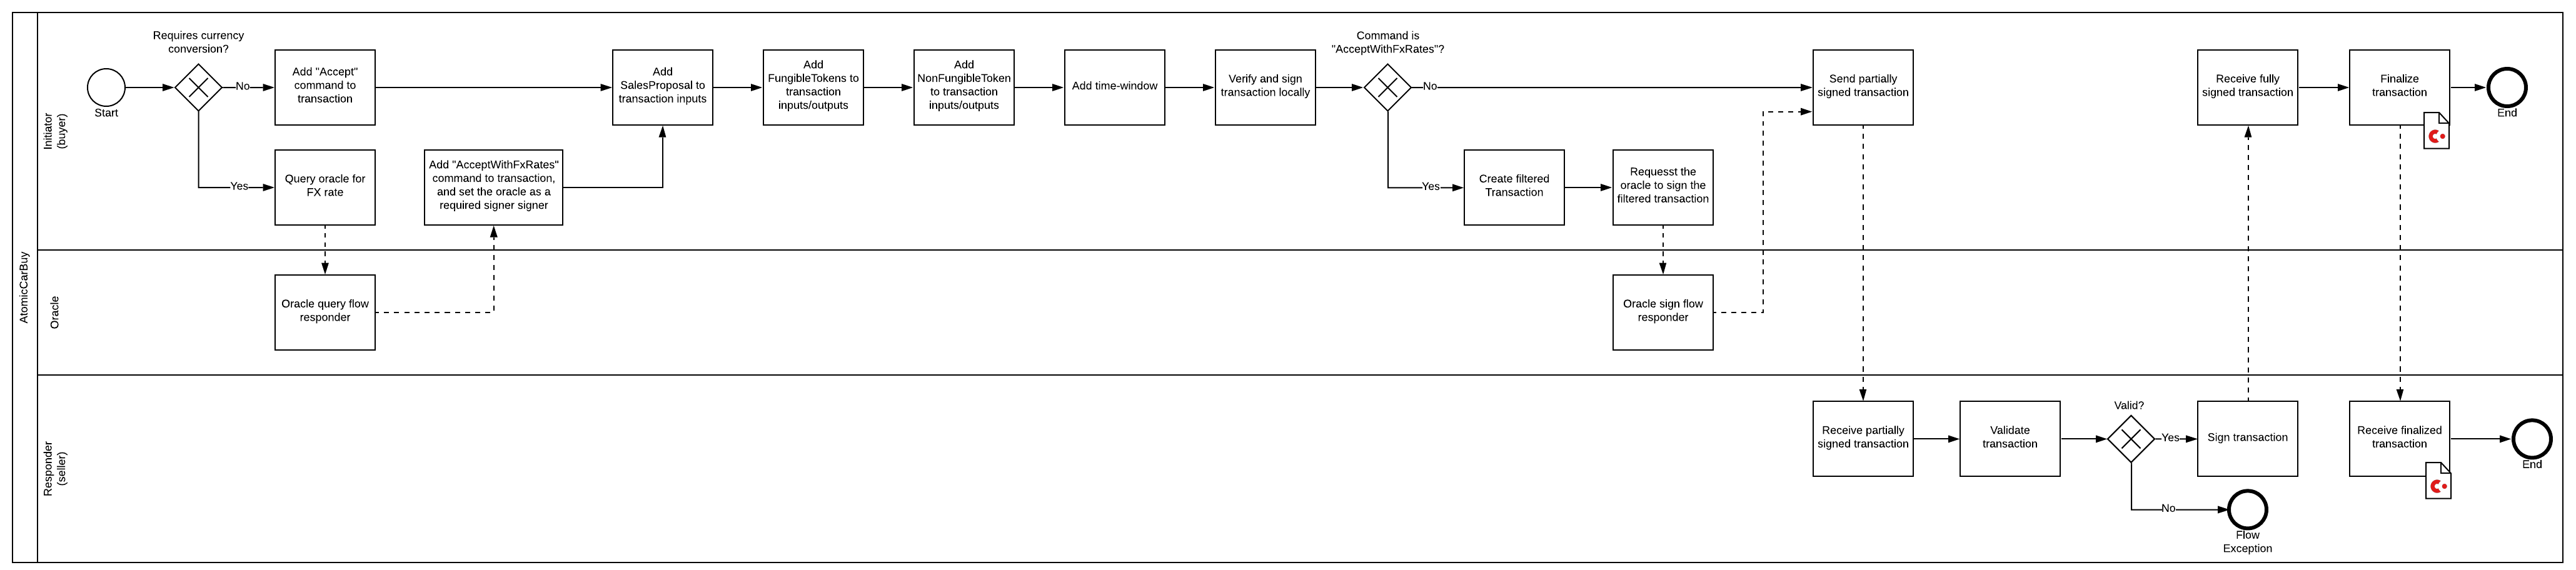 AtomicCarBuy
Initiator
(buyer)
Start
Requires currency
conversion?
No
Yes
Add "Accept"
command to
transaction
Query oracle for
FX rate
Add "AcceptWithFxRates"
command to transaction,
and set the oracle as a
required signer signer
Add
SalesProposal to
transaction inputs
Add
FungibleTokens to
transaction
inputs/outputs
Add
NonFungibleToken
to transaction
inputs/outputs
Add time-window
Verify and sign
transaction locally
Command is
"AcceptWithFxRates"?
No
Yes
Create filtered
Transaction
Requesst the
oracle to sign the
filtered transaction
Send partially
signed transaction
Receive fully
signed transaction
Finalize
transaction
End
Oracle
Oracle query flow
responder
Oracle sign flow
responder
Responder
(seller)
Receive partially
signed transaction
Validate
transaction
Valid?
Yes
No
Sign transaction
Flow
Exception
Receive finalized
transaction
End